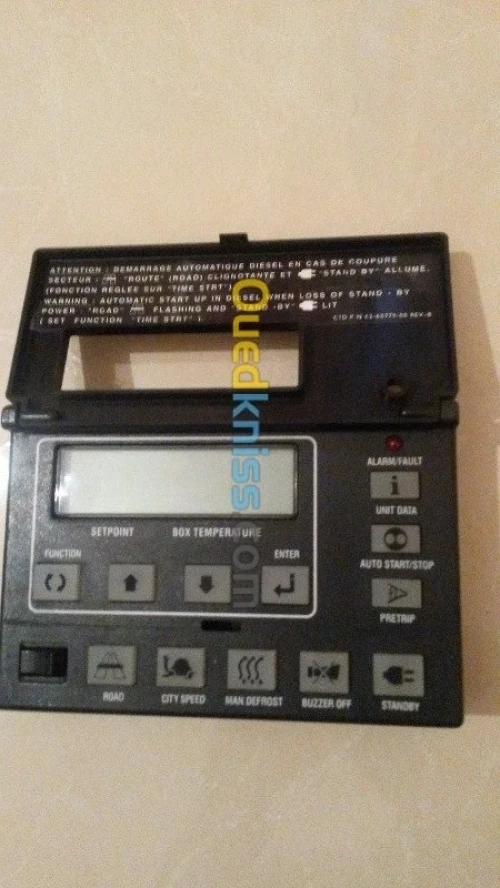 ATTENTION : DEMARRAGE AUTOMATIQUE DIESEL EN CAS DE COUPURE
SECTEUR : "ROUTE" (ROAD) CLIGNOTANTE ET "STAND BY" ALLUME.
(FONCTION REGLEE SUR "TIME STRT")
WARNING : AUTOMATIC START UP IN DIESEL WHEN LOSS OF STAND - BY
POWER : "ROAD" FLASHING AND "STAND -BY" LIT
( SET FUNCTION "TIME STRT" ).
CTD P/N
REV-B
Ouedkniss.com
ALARM/FAULT
UNIT DATA
SETPOINT BOX TEMPERATURE
FUNCTION ENTER
AUTO START/STOP
PRETRIP
ROAD CITY SPEED MAN DEFROST BUZZER OFF STANDBY